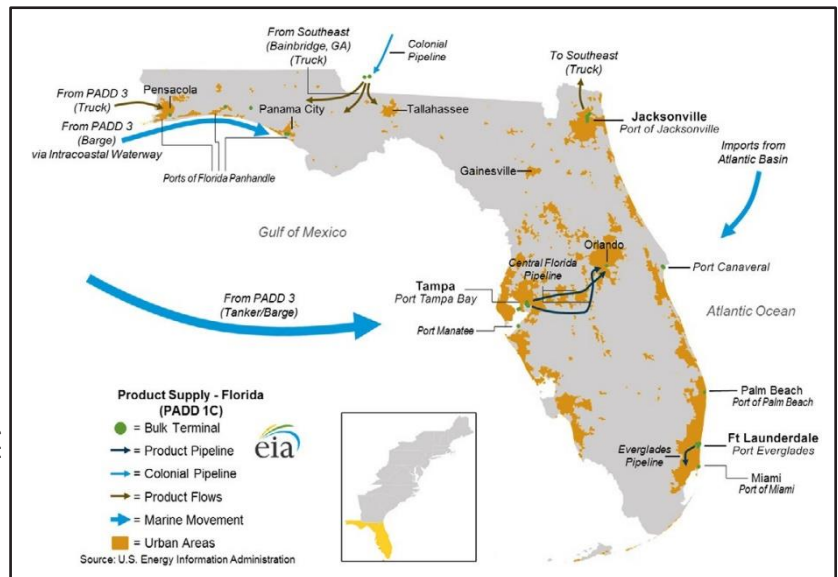 From Southeast
(Bainbridge, GA)
(Truck)
Colonial
Pipeline
To Southeast
(Truck)
From PADD 3
(Truck)
Pensacola
Panama City
Tallahassee
Jacksonville
Port of Jacksonville
From PADD 3
(Barge)
via Intracoastal Waterway
Ports of Florida Panhandle
Imports from
Atlantic Basin
Gainesville
Gulf of Mexico
Orlando
Central Florida
Pipeline
Port Canaveral
From PADD 3
(Tanker/Barge)
Tampa
Port Tampa Bay
Port Manatee
Atlantic Ocean
Palm Beach
Port of Palm Beach
Ft Launderdale
Port Everglades
Everglades
Pipeline
Miami
Port of Miami
Product Supply - Florida
(PADD 1C)
= Bulk Terminal
= Product Pipeline
= Colonial Pipeline
= Product Flows
= Marine Movement
= Urban Areas
eia
Source: U.S. Energy Information Administration